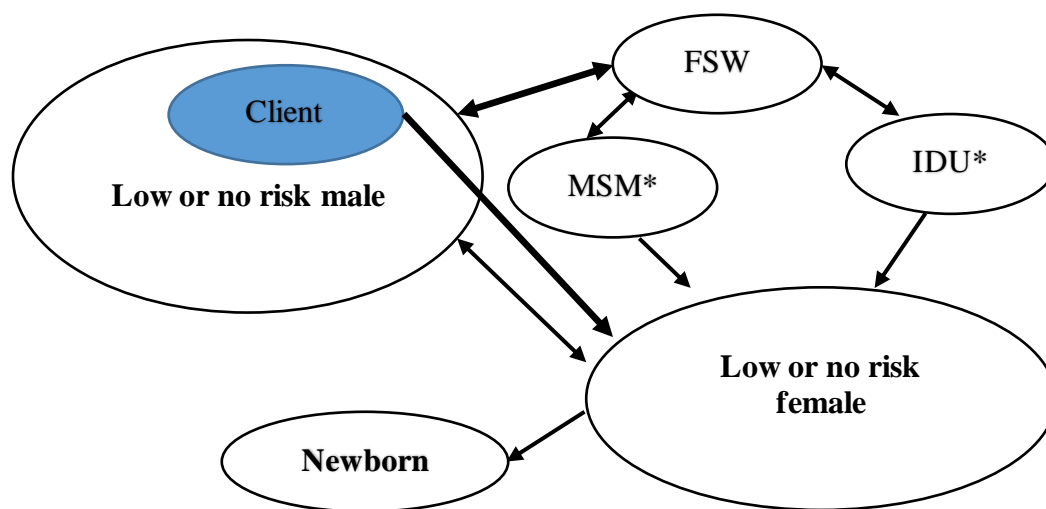 FSW
Client
IDU*
MSM*
Low or no risk male
Low or no risk
female
Newborn